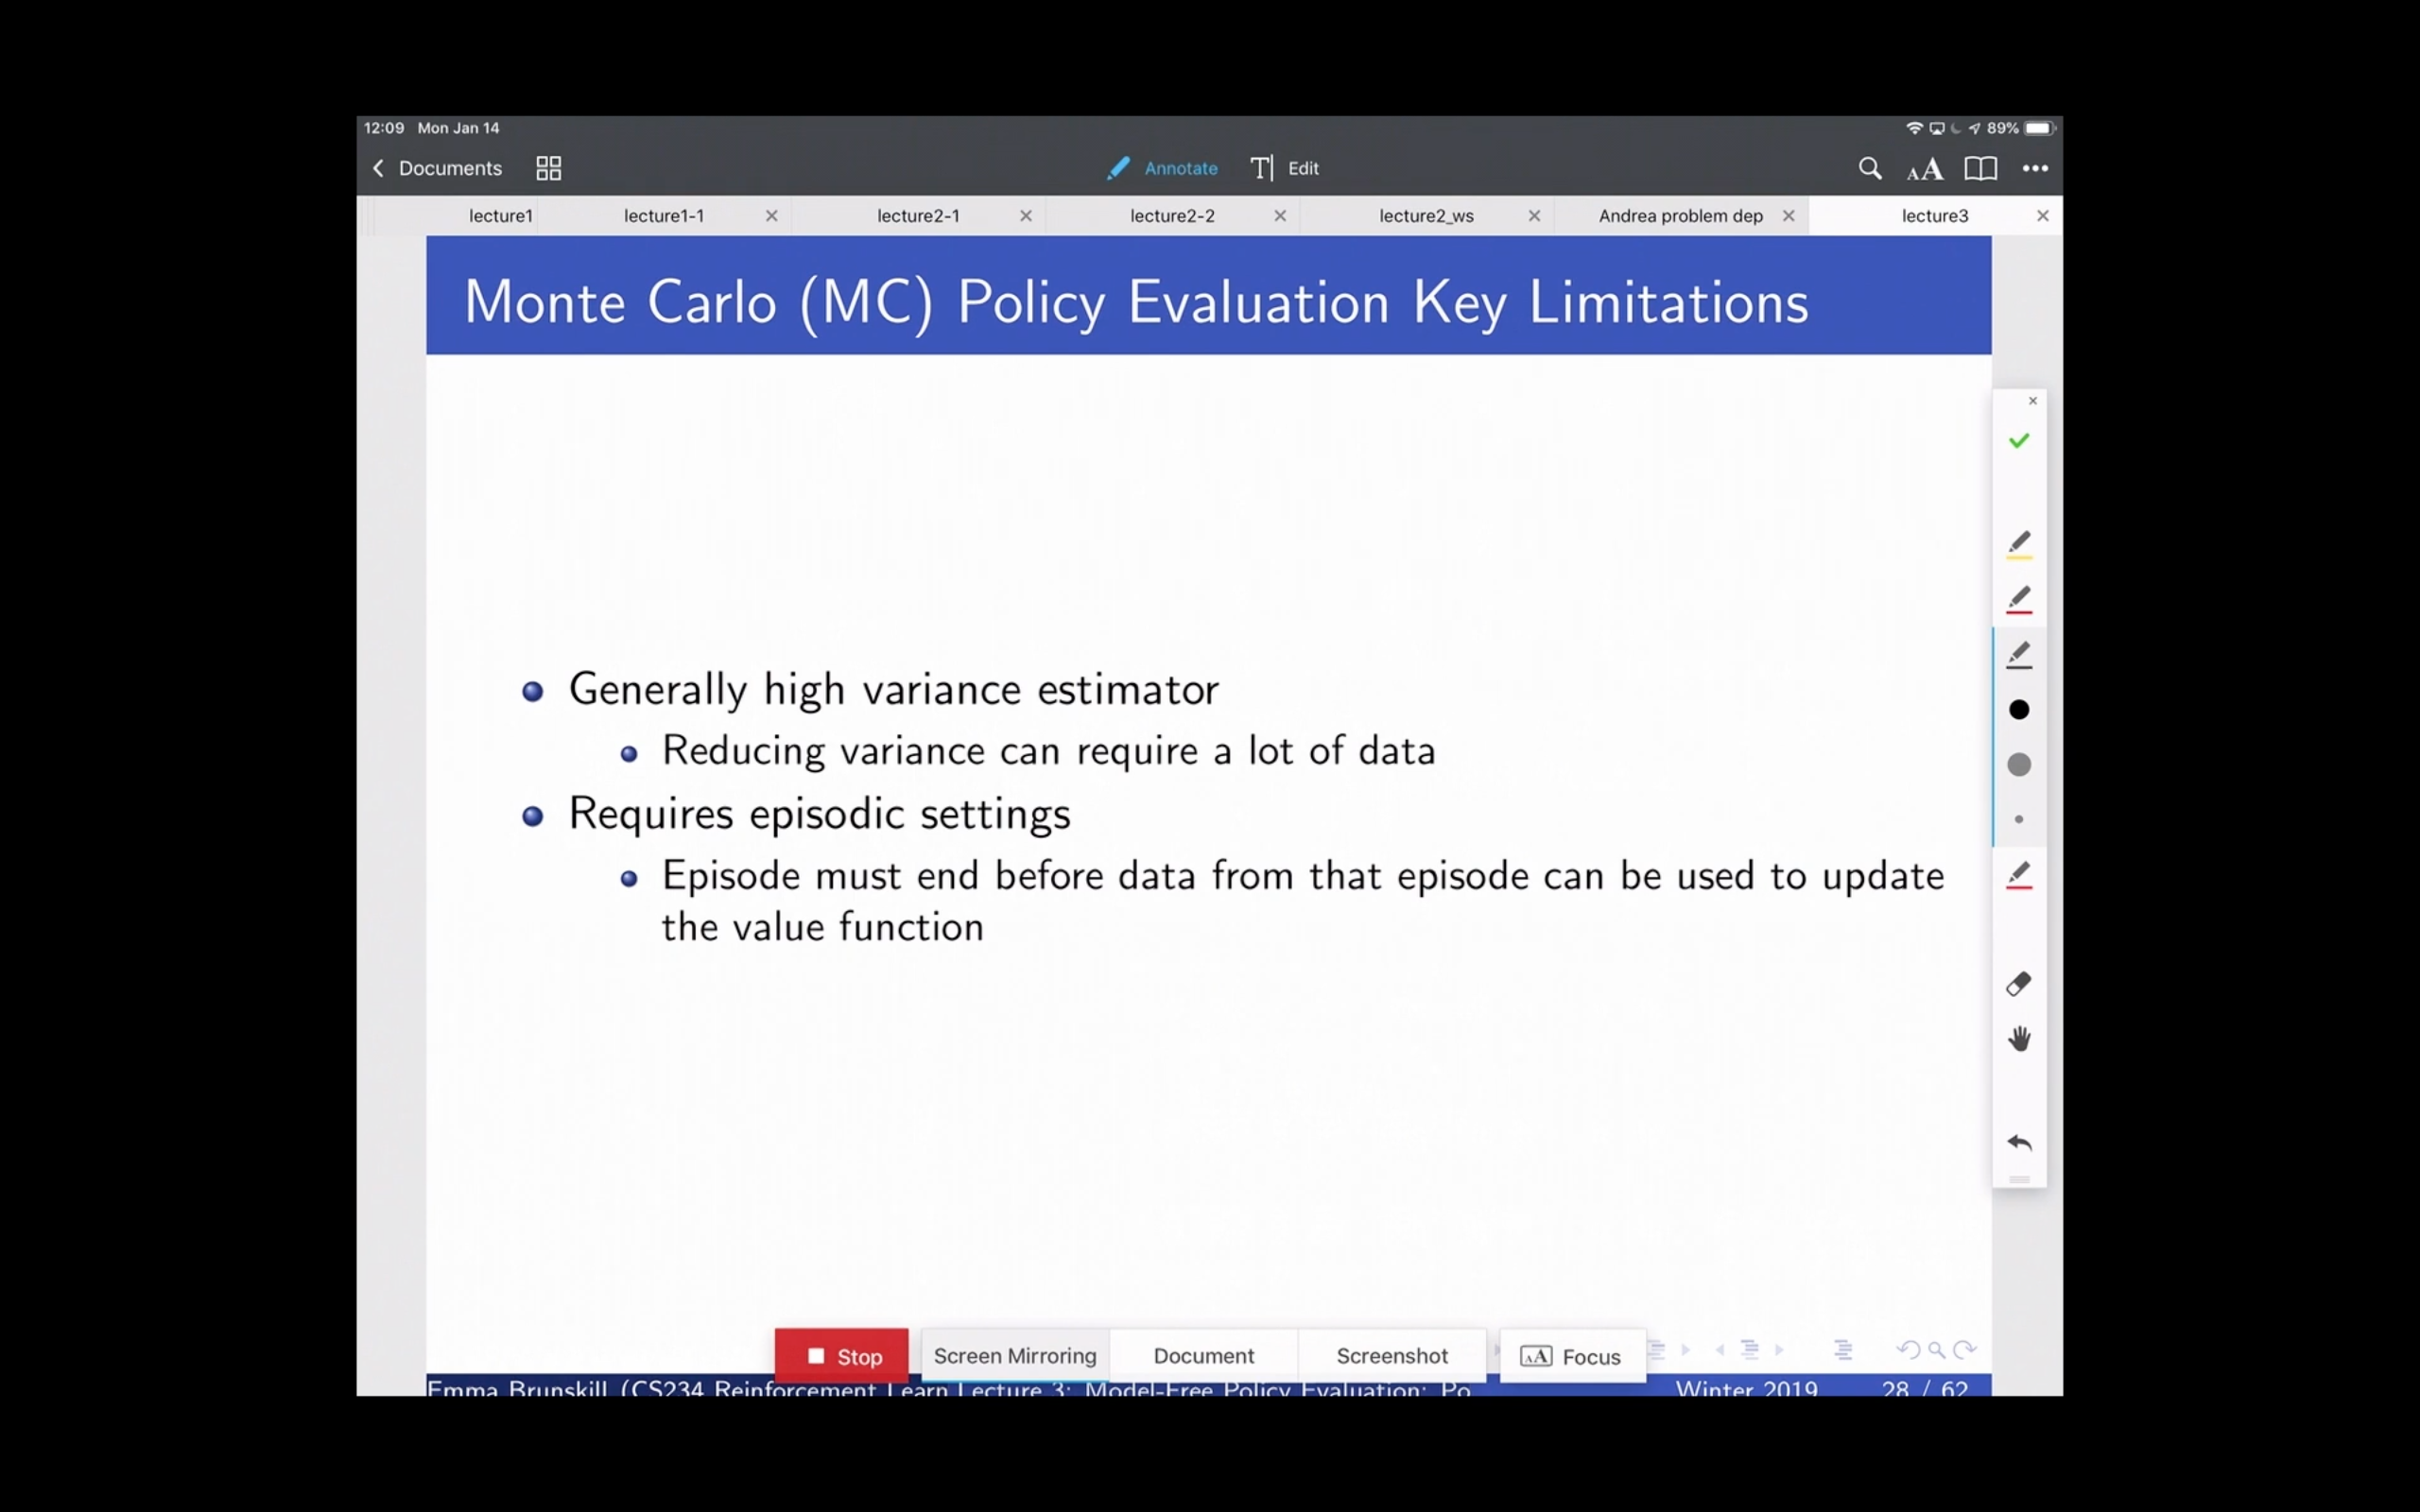 12:09 Mon Jan 14 89%
Documents Annotate T Edit AA
lecture1 lecture1-1 lecture2-1 lecture2-2 lecture2_ws Andrea problem dep lecture3
Monte Carlo (MC) Policy Evaluation Key Limitations
Generally high variance estimator
Reducing variance can require a lot of data
Requires episodic settings
Episode must end before data from that episode can be used to update
the value function
Stop Screen Mirroring Document Screenshot AA Focus
Emma Brunskill (CS234 Reinforcement Learn Lecture 3: Model-Free Policy Evaluation: Po Winter 2019 28 / 62